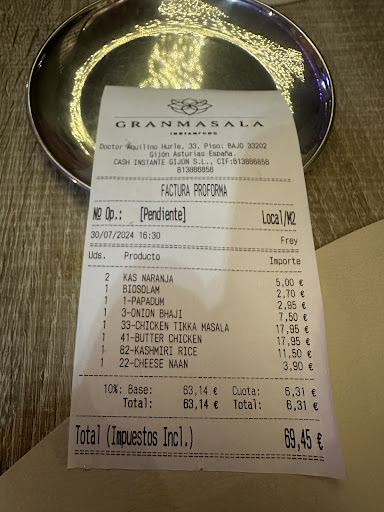 GRANMASALA
Doctor Aquilino Hurle, 33, Piso: BAJO 33202
Gijón Asturias España.
CASH INSTANTE GIJON S.L., CIF:B13886858
B13886858
FACTURA PROFORMA
Nº Op.: [Pendiente] Local/M2
30/07/2024 16:30 Frey
Uds. Producto Importe
2 KAS NARANJA 5,00 €
1 BIOSOLAM 2,70 €
1 1-PAPADUM 2,95 €
1 3-ONION BHAJI 7,50 €
1 33-CHICKEN TIKKA MASALA 17,95 €
1 41-BUTTER CHICKEN 17,95 €
1 82-KASHMIRI RICE 11,50 €
1 22-CHEESE NAAN 3,90 €
10%: Base: 63,14 € Cuota: 6,31 €
Total: 63,14 € Total: 6,31 €
Total (Impuestos Incl.) 69,45 €